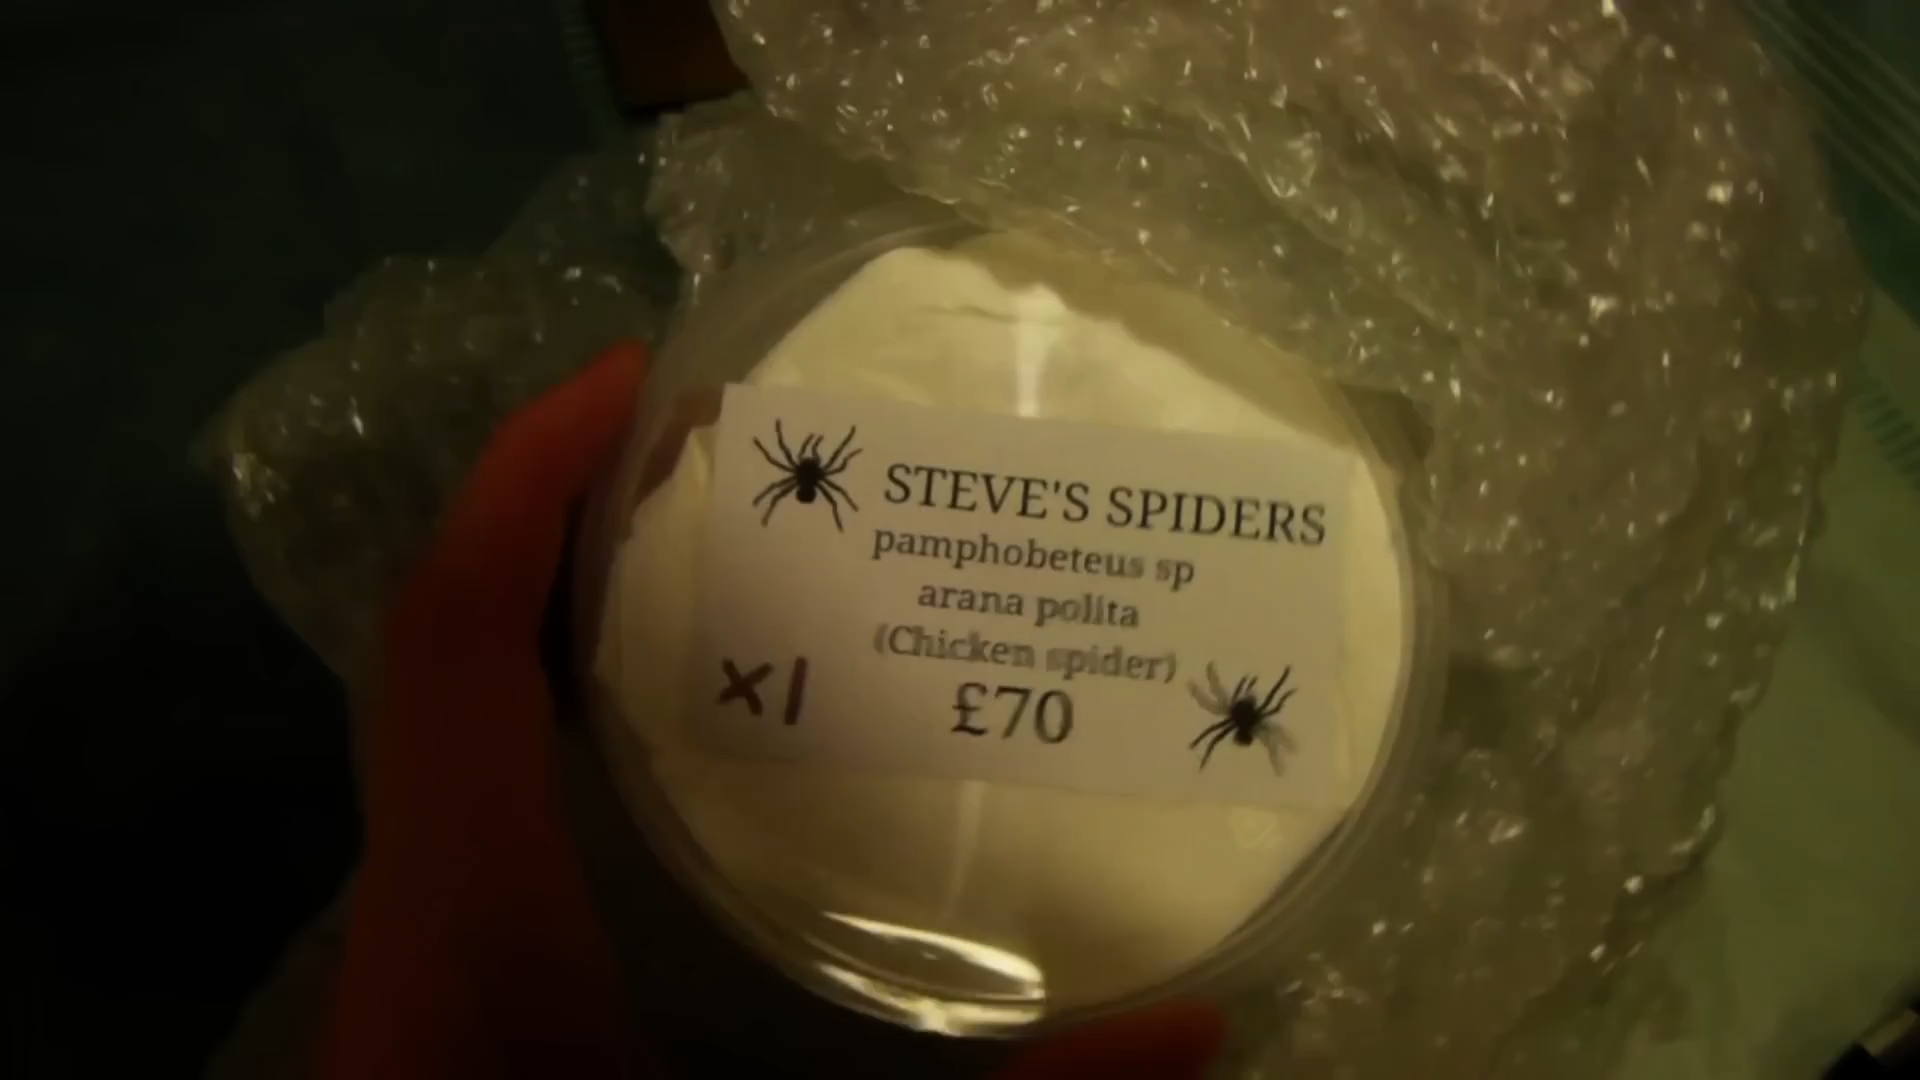 STEVE'S SPIDERS
pamphobeteus sp
arana polita
(Chicken spider)
x1
£70